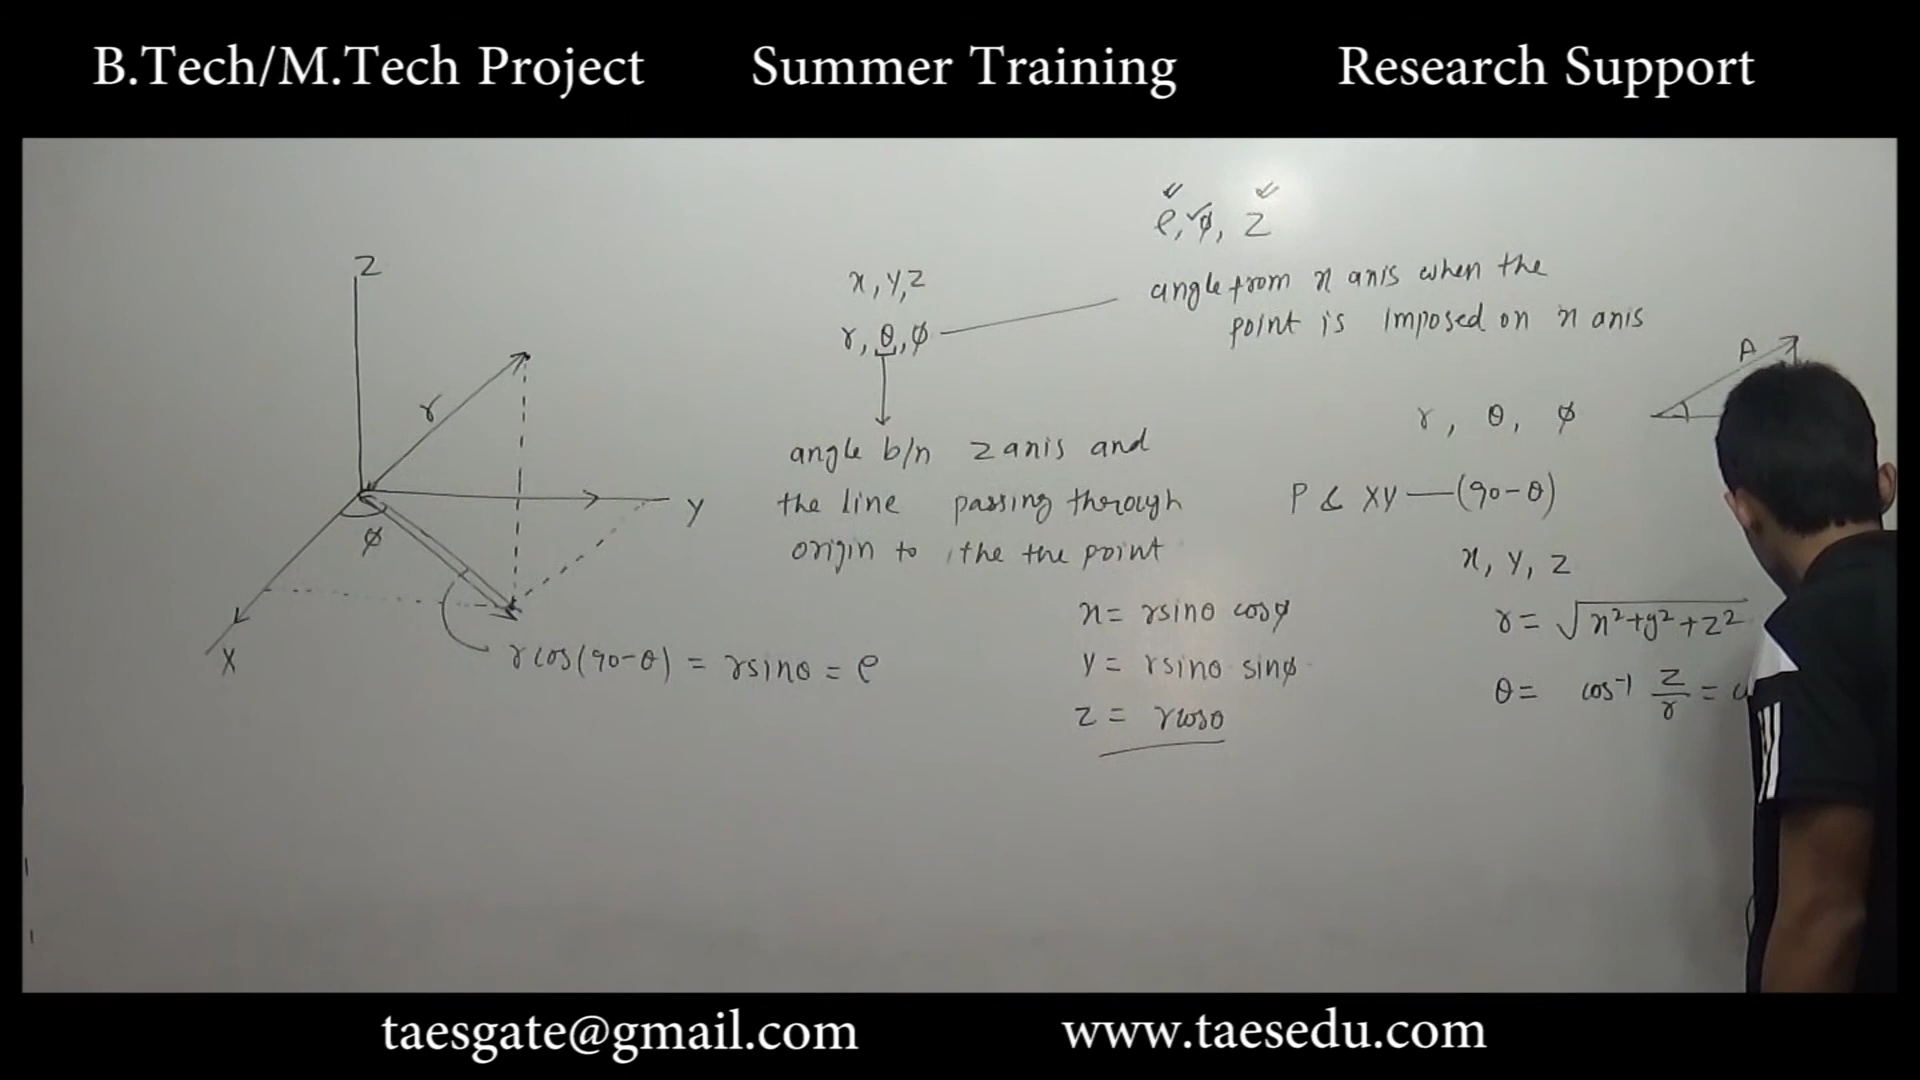 B.Tech/M.Tech Project Summer Training Research Support
ρ, φ, z
x, y, z
r, θ, φ
angle from x axis when the
point is imposed on x axis
Z
r
Y
φ
X
angle b/n z axis and
the line passing through
origin to the the point
A
r, θ, φ
P & XY — (90-θ)
x, y, z
r cos(90-θ) = r sinθ = ρ
x = r sinθ cosφ
y = r sinθ sinφ
z = r cosθ
r = √x²+y²+z²
θ = cos⁻¹ z/r =
taesgate@gmail.com www.taesedu.com